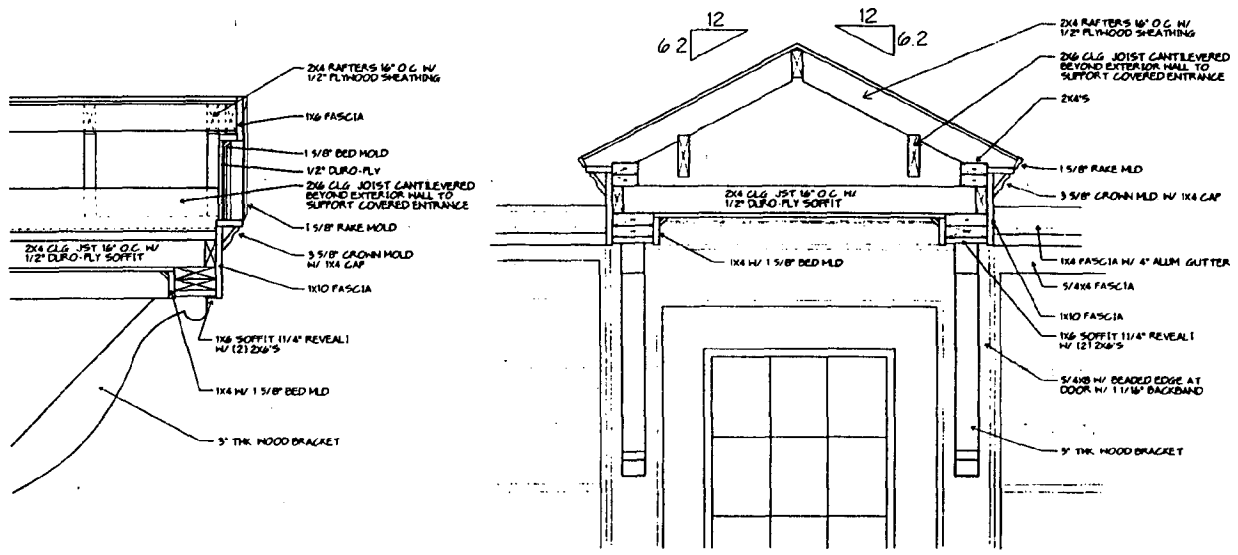 2X4 RAFTERS 16" O.C. W/
1/2" PLYWOOD SHEATHING
1X6 FASCIA
1 5/8" BED MOLD
1/2" DURO-PLY
2X6 CLG JOIST CANTILEVERED
BEYOND EXTERIOR WALL TO
SUPPORT COVERED ENTRANCE
1 5/8" RAKE MOLD
2X4 CLG JST 16" O.C. W/
1/2" DURO-PLY SOFFIT
3 5/8" CROWN MOLD
W/ 1X4 CAP
1X10 FASCIA
1X6 SOFFIT (1/4" REVEAL)
W/ (2) 2X6'S
1X4 W/ 1 5/8" BED MLD
3" THK WOOD BRACKET
12
6.2
12
6.2
2X4 RAFTERS 16" O.C. W/
1/2" PLYWOOD SHEATHING
2X6 CLG JOIST CANTILEVERED
BEYOND EXTERIOR WALL TO
SUPPORT COVERED ENTRANCE
2X4'S
1 5/8" RAKE MLD
3 5/8" CROWN MLD W/ 1X4 CAP
2X4 CLG JST 16" O.C. W/
1/2" DURO-PLY SOFFIT
1X4 W/ 1 5/8" BED MLD
1X4 FASCIA W/ 4" ALUM GUTTER
5/4X4 FASCIA
1X10 FASCIA
1X6 SOFFIT (1/4" REVEAL)
W/ (2) 2X6'S
5/4X8 W/ BEADED EDGE AT
DOOR W/ 1 1/16" BACKBAND
3" THK WOOD BRACKET